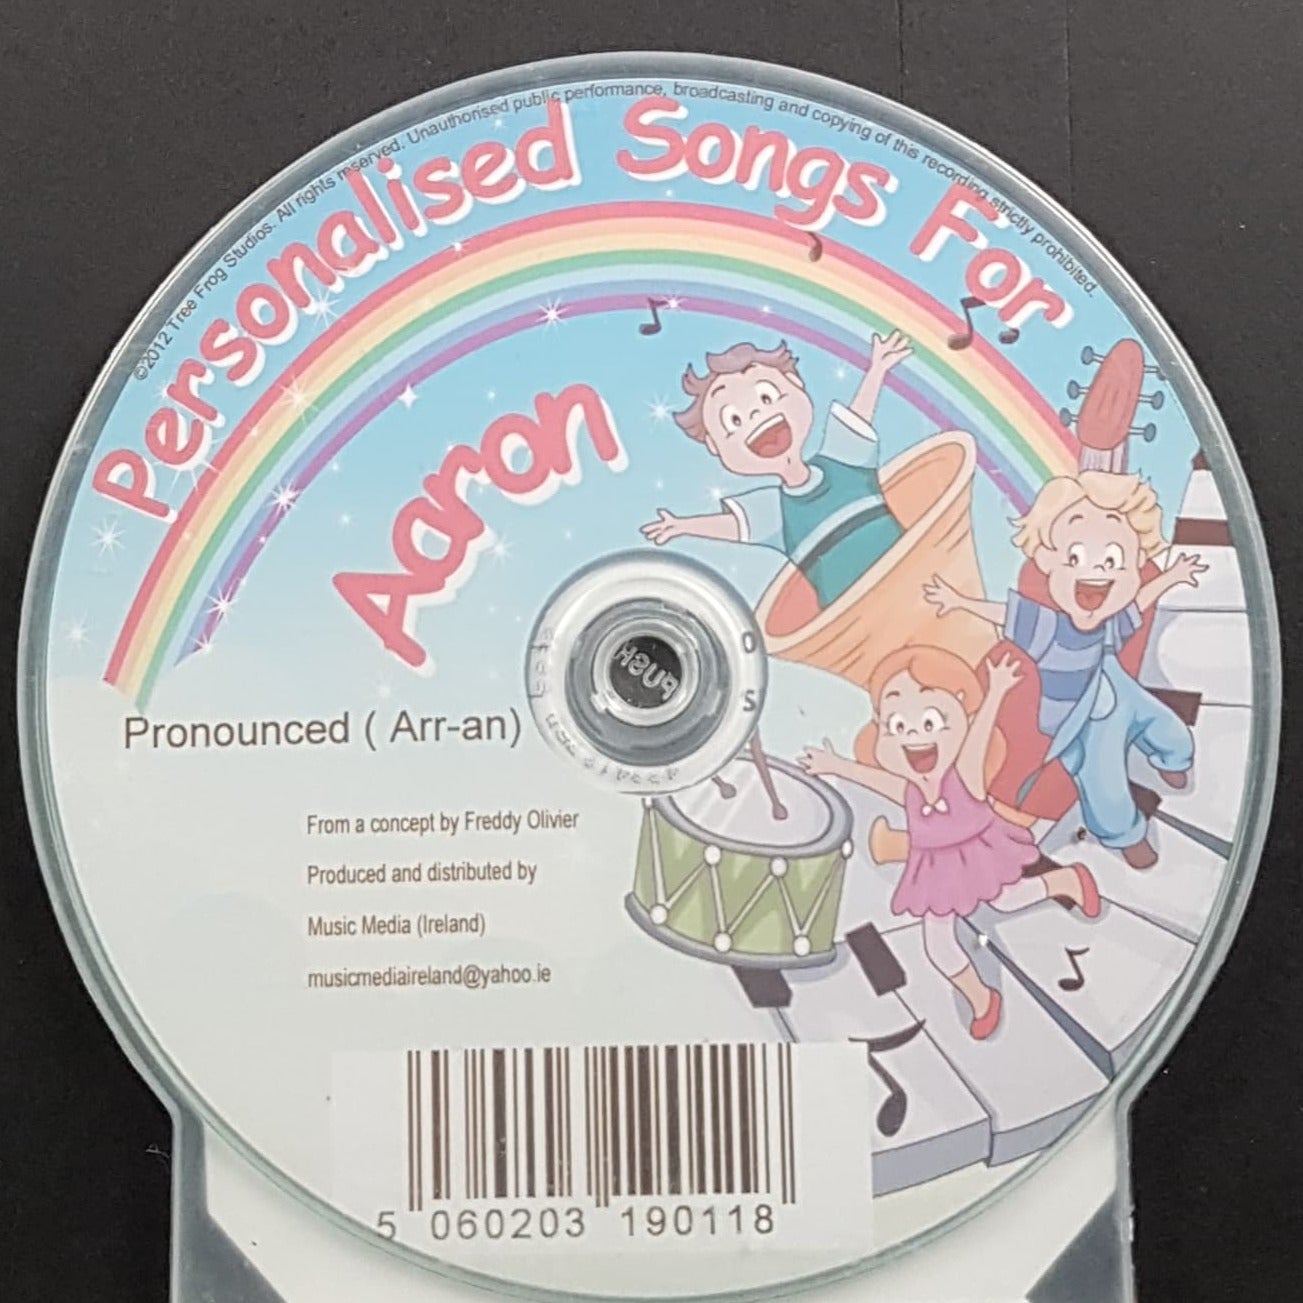 ©2012 Tree Frog Studios. All rights reserved. Unauthorised public performance, broadcasting and copying of this recording strictly prohibited.
Personalised Songs For
Aaron
PUSH
Pronounced ( Arr-an)
From a concept by Freddy Olivier
Produced and distributed by
Music Media (Ireland)
musicmediaireland@yahoo.ie
5 060203 190118